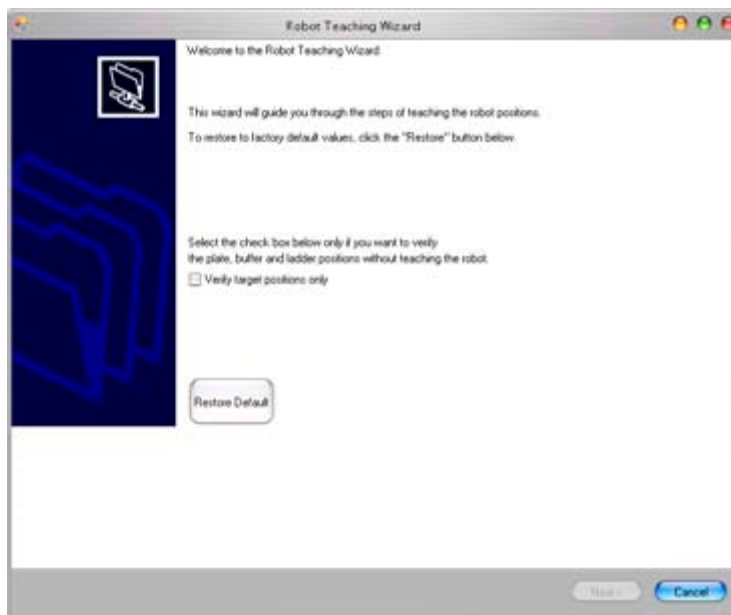 Robot Teaching Wizard
Welcome to the Robot Teaching Wizard
This wizard will guide you through the steps of teaching the robot positions.
To restore to factory default values, click the "Restore" button below.
Select the check box below only if you want to verify
the plate, buffer and ladder positions without teaching the robot.
Verify target positions only
Restore Default
Next > Cancel